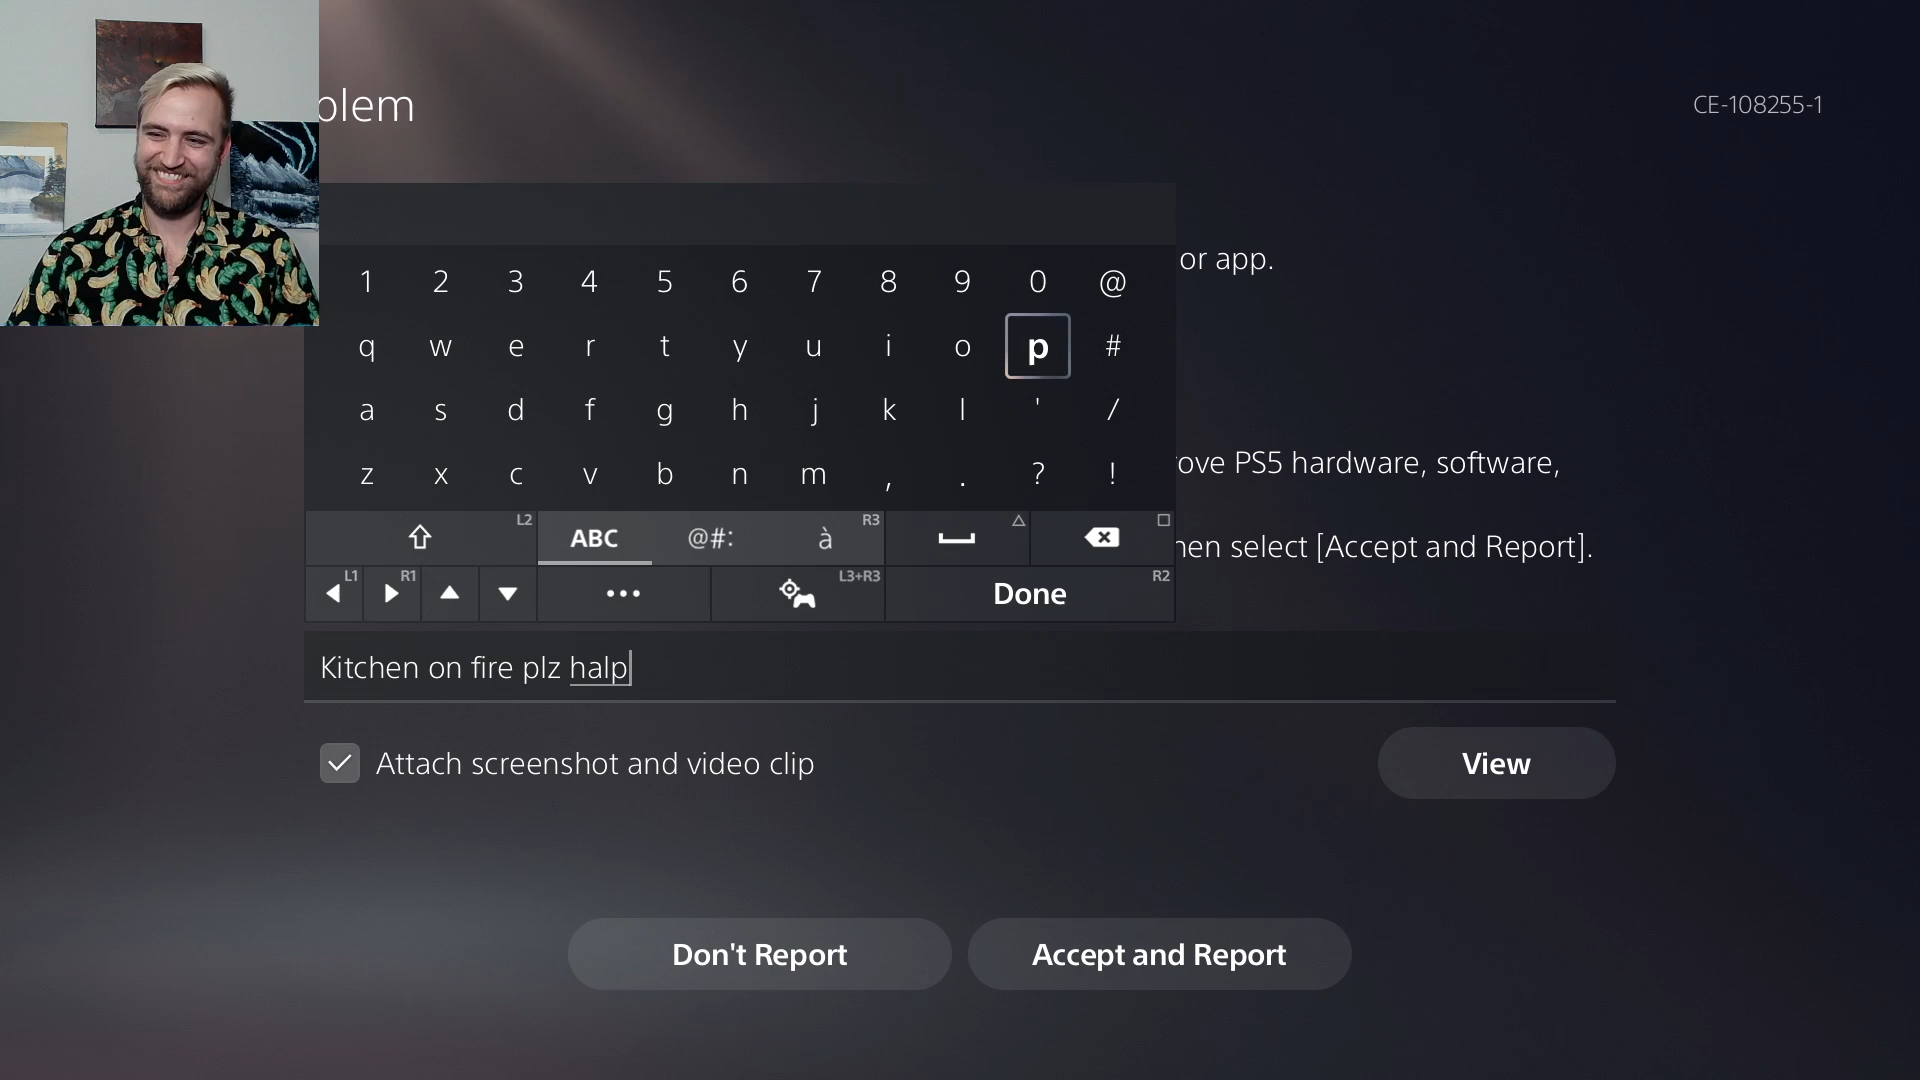 blem
CE-108255-1
or app.
1 2 3 4 5 6 7 8 9 0 @
q w e r t y u i o p #
a s d f g h j k l ' /
z x c v b n m , . ? !
ove PS5 hardware, software,
L2 ABC @#: à R3
hen select [Accept and Report].
L1 R1 ... L3+R3 Done R2
Kitchen on fire plz halp
Attach screenshot and video clip
View
Don't Report
Accept and Report